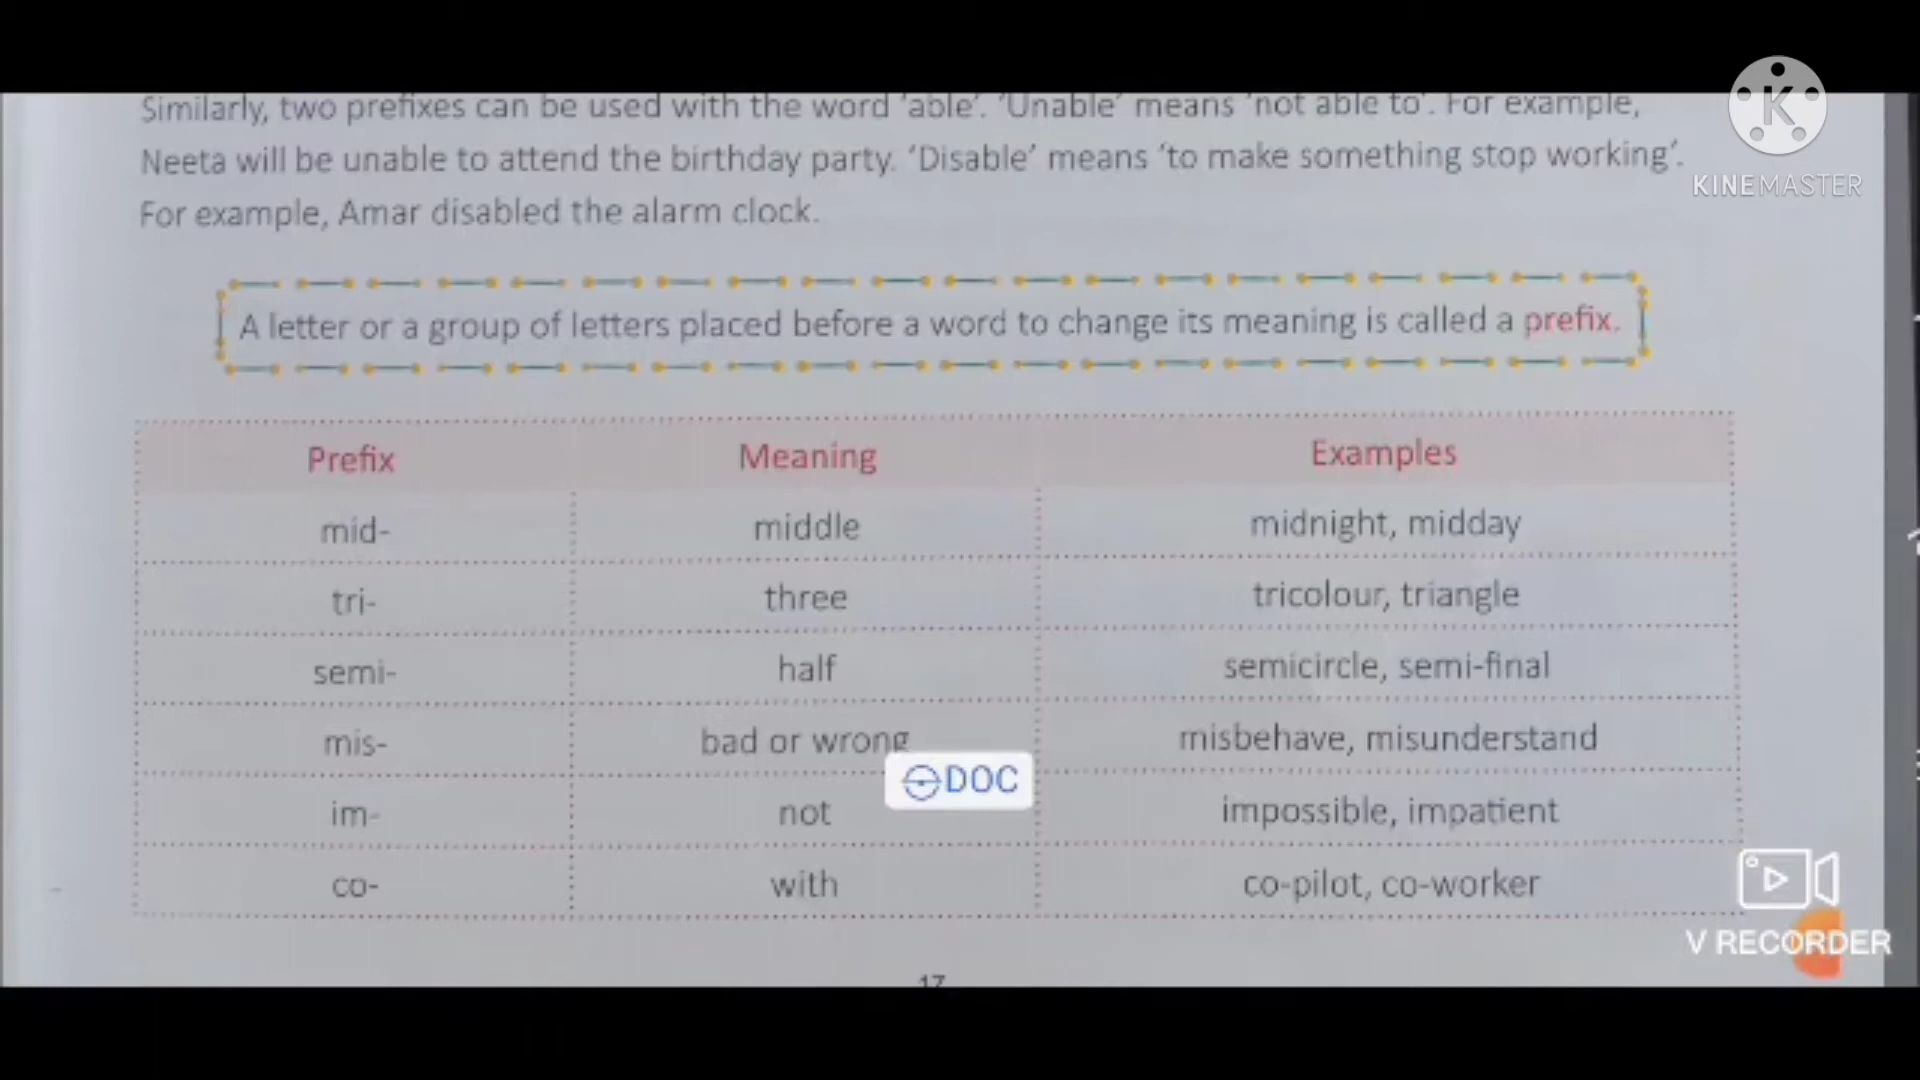 Similarly, two prefixes can be used with the word 'able'. 'Unable' means 'not able to'. For example,
Neeta will be unable to attend the birthday party. 'Disable' means 'to make something stop working'.
For example, Amar disabled the alarm clock.
A letter or a group of letters placed before a word to change its meaning is called a prefix.
Prefix Meaning Examples
mid- middle midnight, midday
tri- three tricolour, triangle
semi- half semicircle, semi-final
mis- bad or wrong misbehave, misunderstand
im- not impossible, impatient
co- with co-pilot, co-worker
17
DOC
K
KINEMASTER
V RECORDER